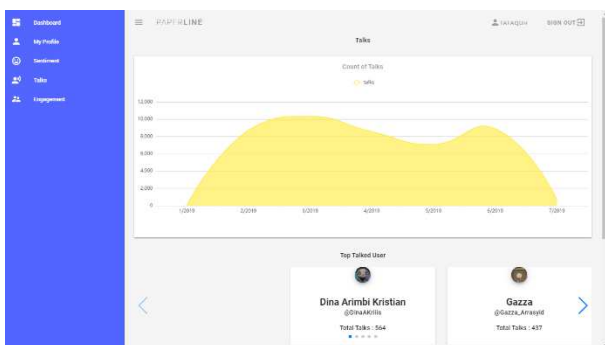 Dashboard
My Profile
Sentiment
Talks
Engagement
PAPERLINE
SIGN OUT
Talks
Count of Talks
talks
12,000
10,000
8,000
6,000
4,000
2,000
0
1/2019
2/2019
3/2019
4/2019
5/2019
6/2019
7/2019
Top Talked User
Dina Arimbi Kristian
Total Talks : 564
Gazza
@Gazza_Arrasyid
Total Talks : 437